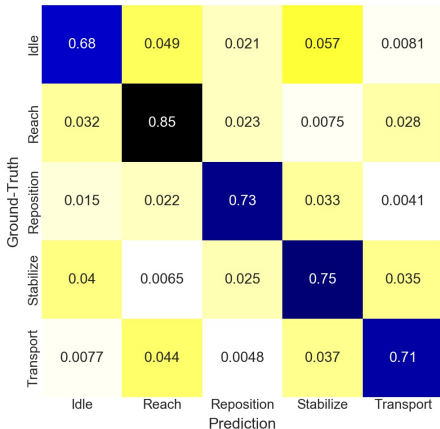 Ground-Truth
Idle 0.68 0.049 0.021 0.057 0.0081
Reach 0.032 0.85 0.023 0.0075 0.028
Reposition 0.015 0.022 0.73 0.033 0.0041
Stabilize 0.04 0.0065 0.025 0.75 0.035
Transport 0.0077 0.044 0.0048 0.037 0.71
Idle Reach Reposition Stabilize Transport
Prediction